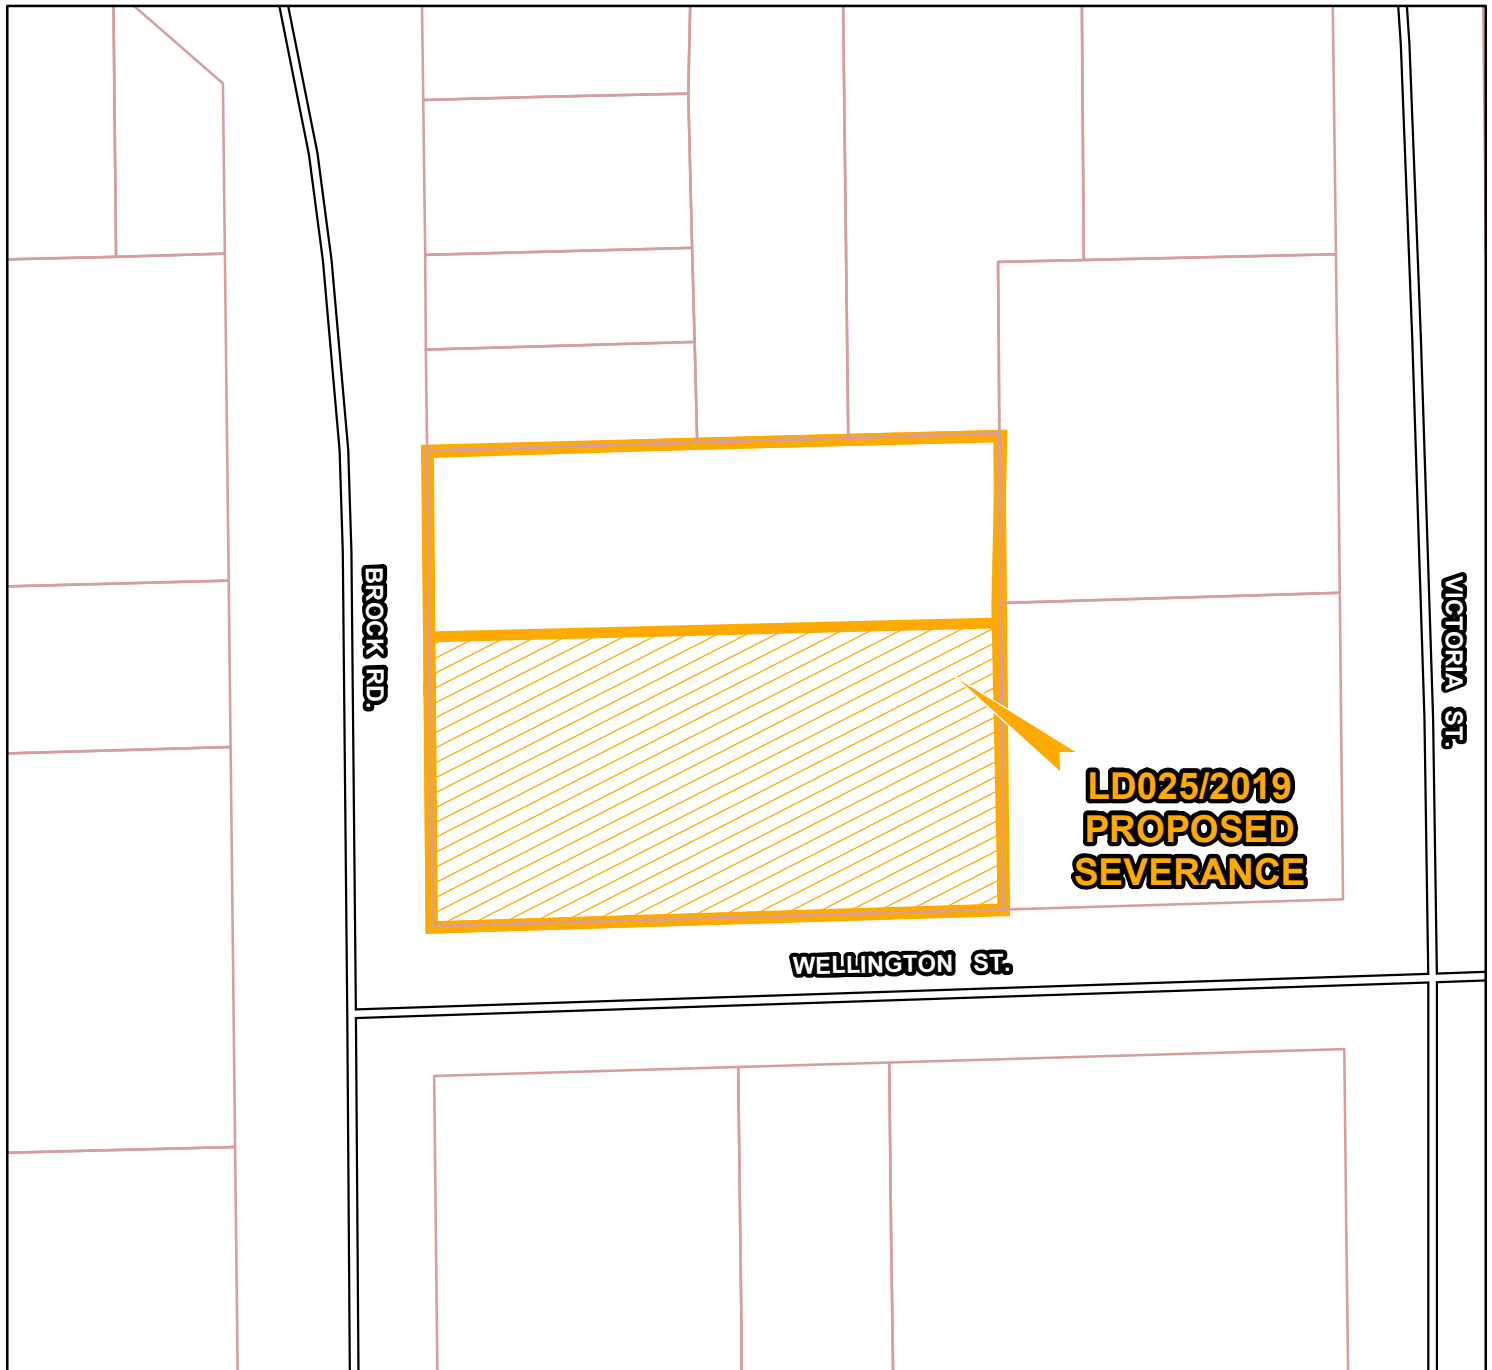 BROCK RD.
VICTORIA ST.
LD025/2019
PROPOSED
SEVERANCE
WELLINGTON ST.